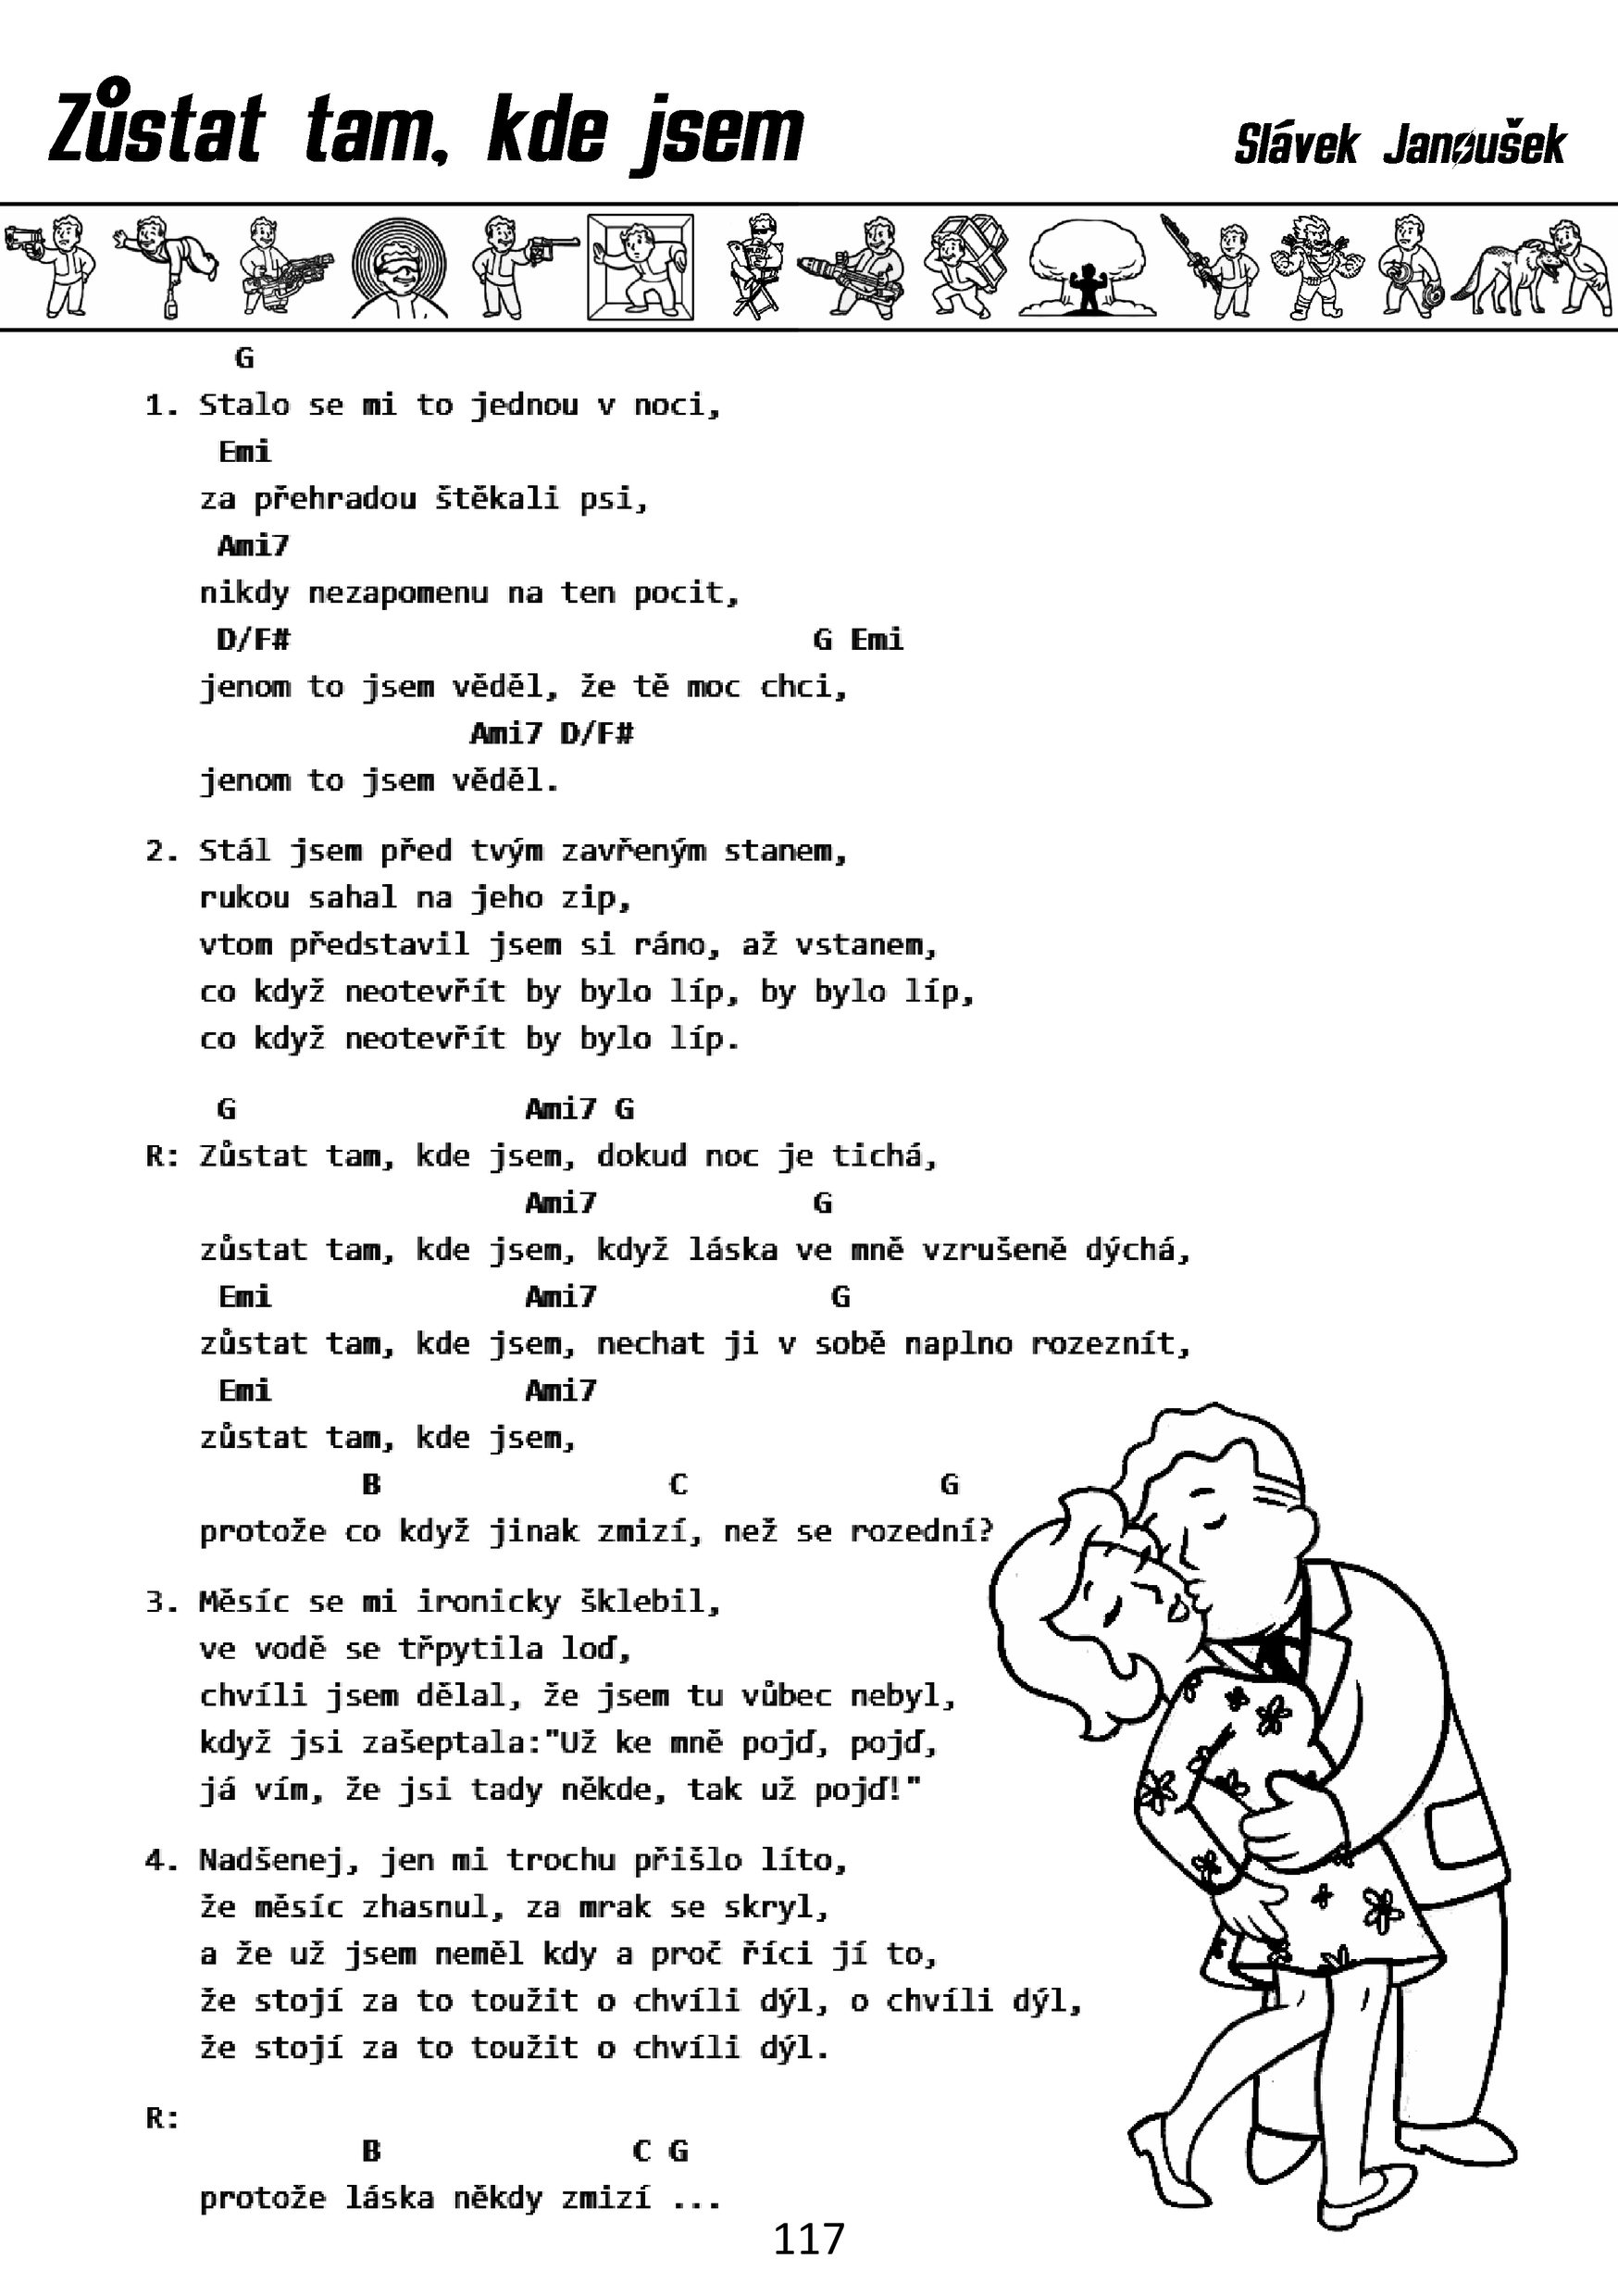 Zůstat tam, kde jsem
Slávek Janoušek
G
1. Stalo se mi to jednou v noci,
Emi
za přehradou štěkali psi,
Ami7
nikdy nezapomenu na ten pocit,
D/F# G Emi
jenom to jsem věděl, že tě moc chci,
Ami7 D/F#
jenom to jsem věděl.
2. Stál jsem před tvým zavřeným stanem,
rukou sahal na jeho zip,
vtom představil jsem si ráno, až vstanem,
co když neotevřít by bylo líp, by bylo líp,
co když neotevřít by bylo líp.
G Ami7 G
R: Zůstat tam, kde jsem, dokud noc je tichá,
Ami7 G
zůstat tam, kde jsem, když láska ve mně vzrušeně dýchá,
Emi Ami7 G
zůstat tam, kde jsem, nechat ji v sobě naplno rozeznít,
Emi Ami7
zůstat tam, kde jsem,
B C G
protože co když jinak zmizí, než se rozední?
3. Měsíc se mi ironicky šklebil,
ve vodě se třpytila loď,
chvíli jsem dělal, že jsem tu vůbec nebyl,
když jsi zašeptala:"Už ke mně pojď, pojď,
já vím, že jsi tady někde, tak už pojď!"
4. Nadšenej, jen mi trochu přišlo líto,
že měsíc zhasnul, za mrak se skryl,
a že už jsem neměl kdy a proč říci jí to,
že stojí za to toužit o chvíli dýl, o chvíli dýl,
že stojí za to toužit o chvíli dýl.
R:
B C G
protože láska někdy zmizí ...
117